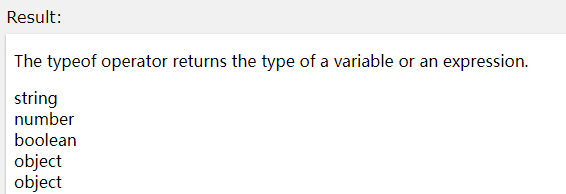 Result:
The typeof operator returns the type of a variable or an expression.
string
number
boolean
object
object